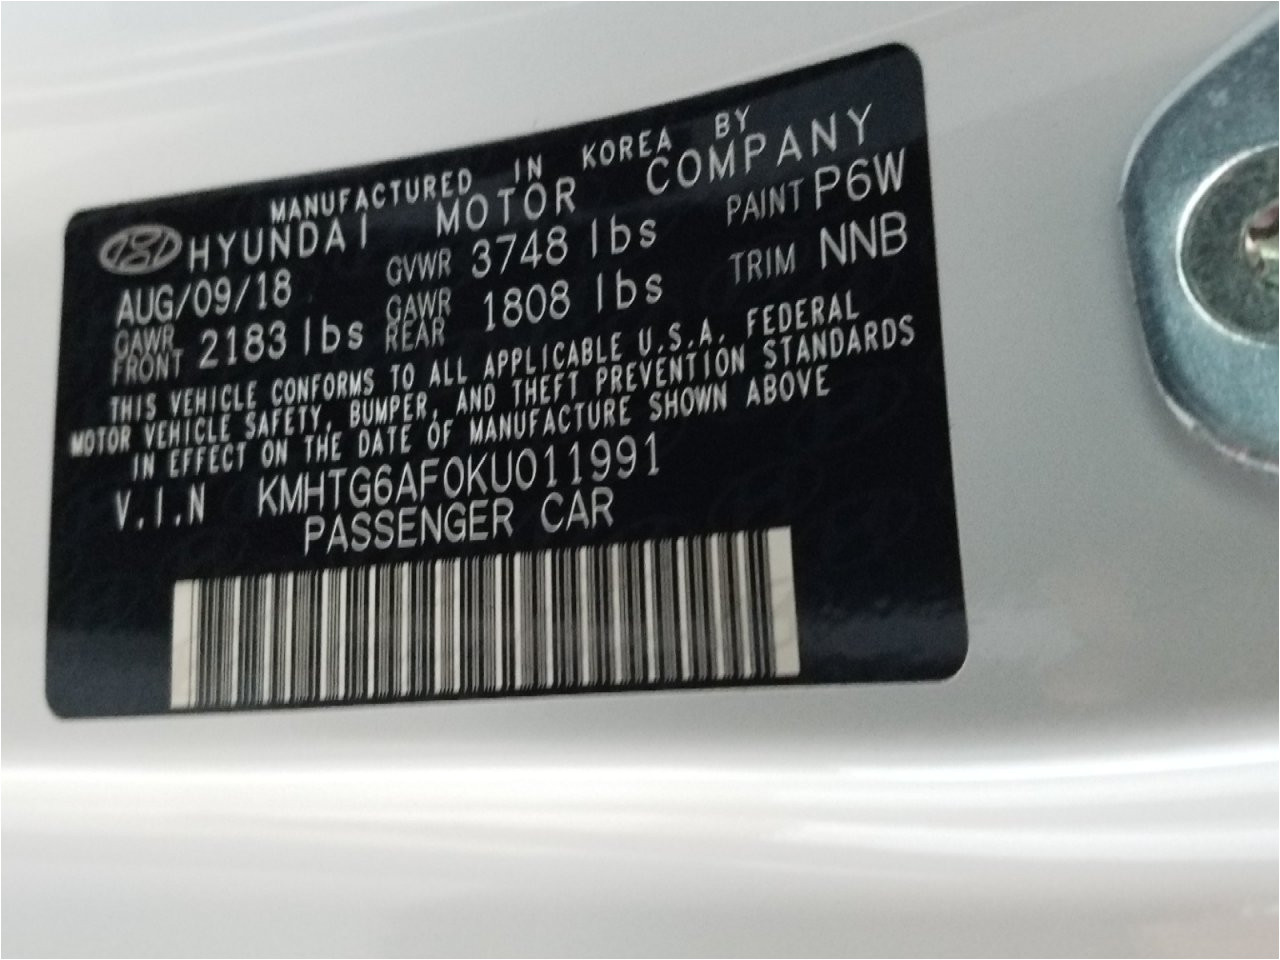 MANUFACTURED IN KOREA BY
HYUNDAI MOTOR COMPANY
AUG/09/18 GVWR 3748 lbs PAINT P6W
GAWR FRONT 2183 lbs GAWR REAR 1808 lbs TRIM NNB
THIS VEHICLE CONFORMS TO ALL APPLICABLE U.S.A. FEDERAL
MOTOR VEHICLE SAFETY, BUMPER, AND THEFT PREVENTION STANDARDS
IN EFFECT ON THE DATE OF MANUFACTURE SHOWN ABOVE
V.I.N KMHTG6AF0KU011991
PASSENGER CAR